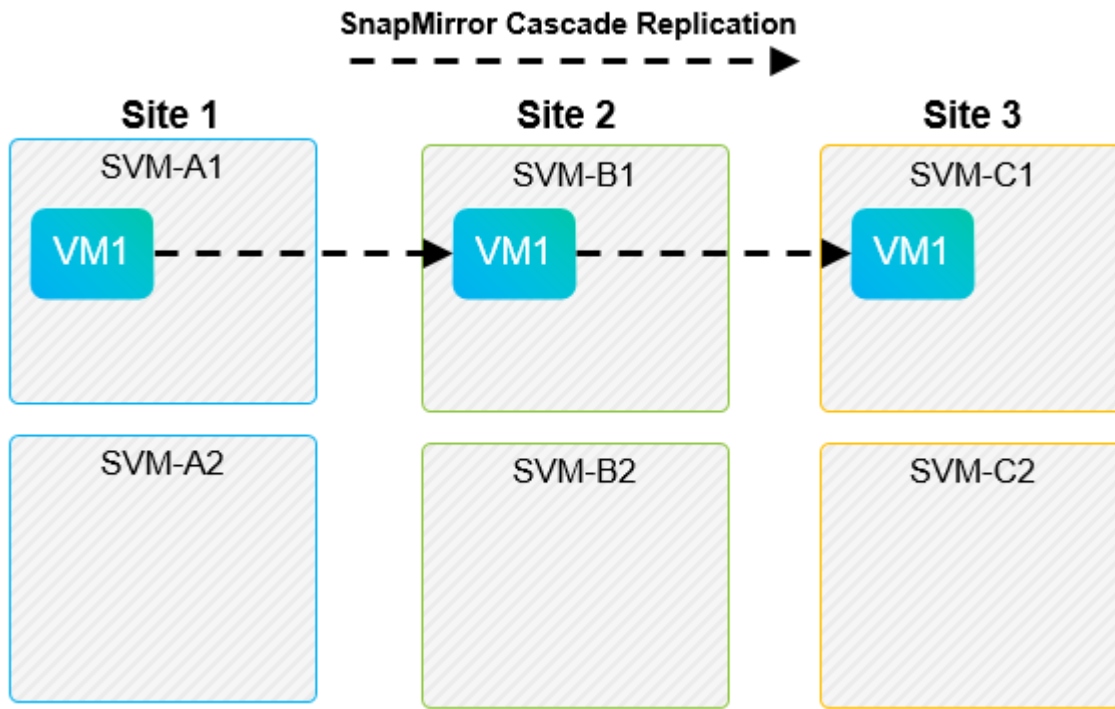 SnapMirror Cascade Replication
Site 1
Site 2
Site 3
SVM-A1
SVM-B1
SVM-C1
VM1
VM1
VM1
SVM-A2
SVM-B2
SVM-C2